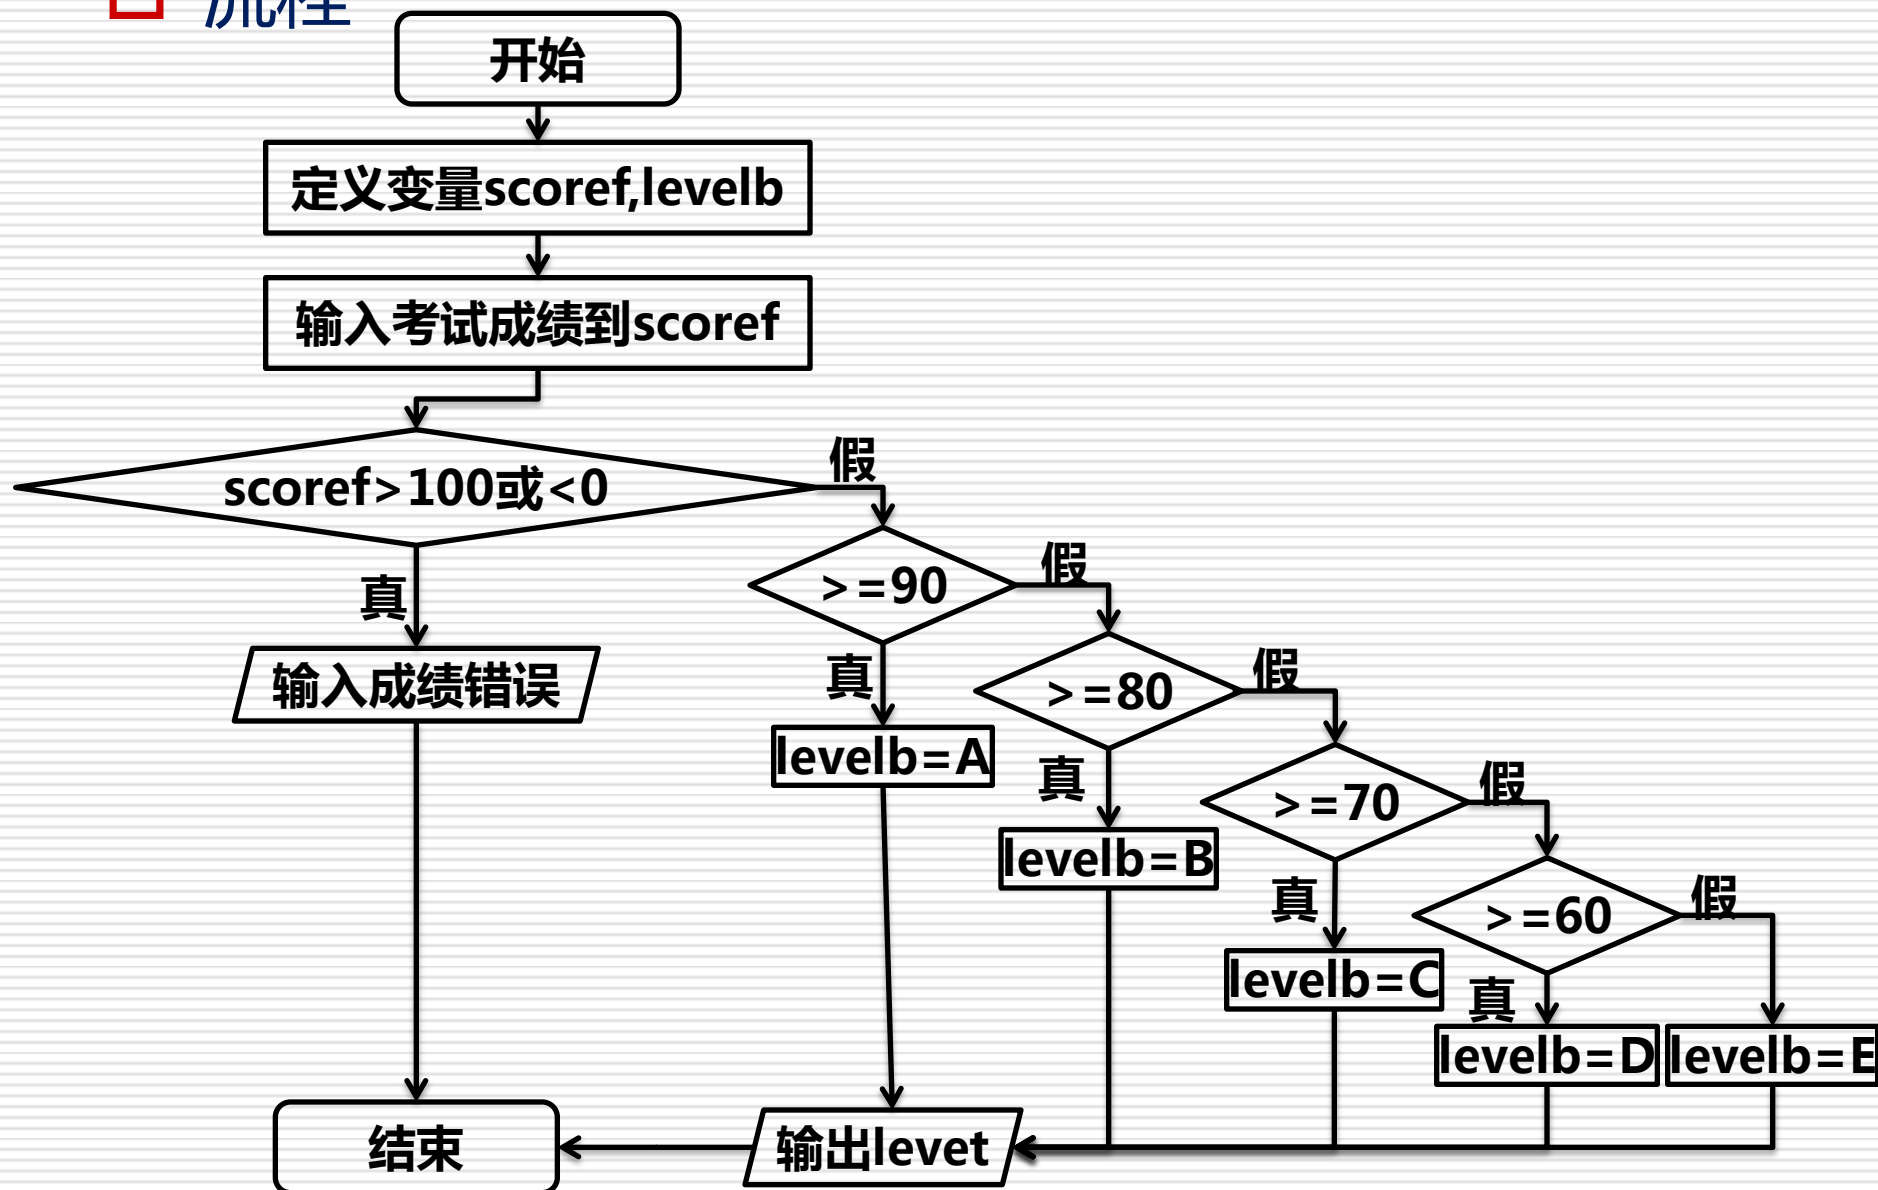 流程
开始
定义变量scoref,levelb
输入考试成绩到scoref
scoref>100或<0
假
真
输入成绩错误
>=90
假
真
levelb=A
>=80
假
真
levelb=B
>=70
假
真
levelb=C
>=60
假
真
levelb=D
levelb=E
输出levet
结束